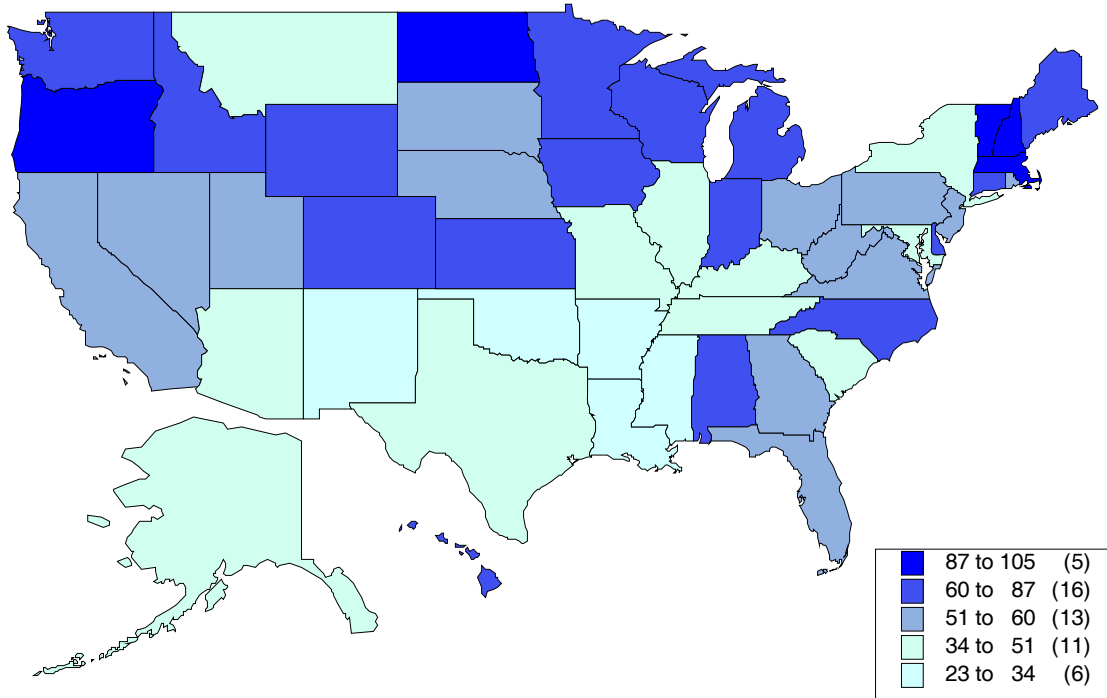 87 to 105 (5)
60 to 87 (16)
51 to 60 (13)
34 to 51 (11)
23 to 34 (6)